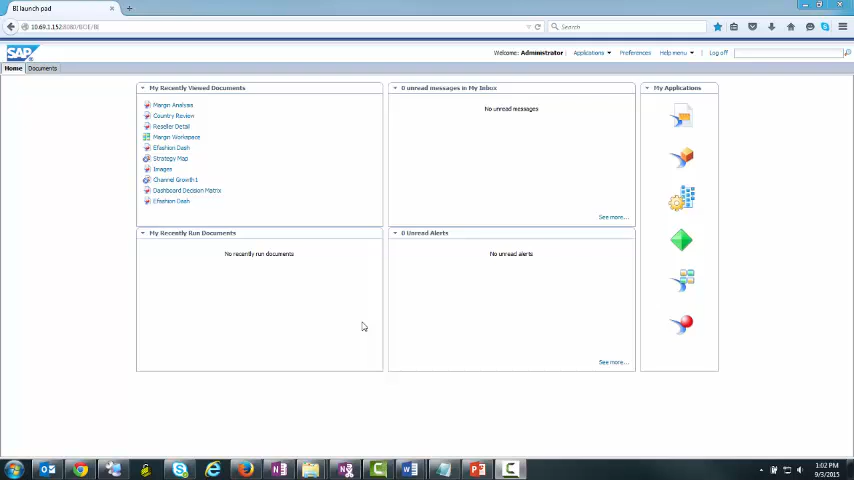 BI launch pad
10.69.1.152:8080/BOE/BI
Search
SAP
Welcome: Administrator
Applications
Preferences
Help menu
Log off
Home
Documents
My Recently Viewed Documents
Margin Analysis
Country Review
Reseller Detail
Margin Workspace
Efashion Dash
Strategy Map
Images
Channel Growth1
Dashboard Decision Matrix
Efashion Dash
0 unread messages in My Inbox
No unread messages
See more...
My Applications
My Recently Run Documents
No recently run documents
0 Unread Alerts
No unread alerts
See more...
1:02 PM
9/3/2015